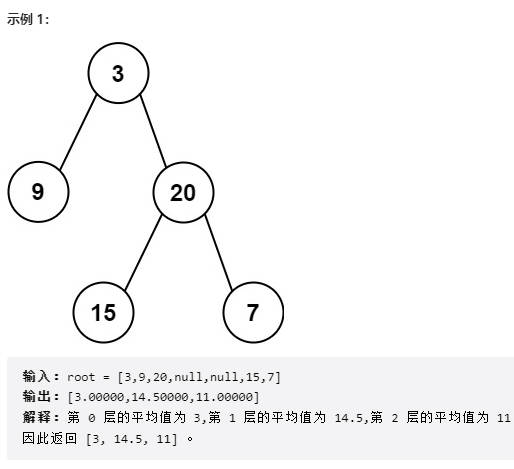 示例 1：
3
9
20
15
7
输入：root = [3,9,20,null,null,15,7]
输出：[3.00000,14.50000,11.00000]
解释：第 0 层的平均值为 3,第 1 层的平均值为 14.5,第 2 层的平均值为 11
因此返回 [3, 14.5, 11] 。